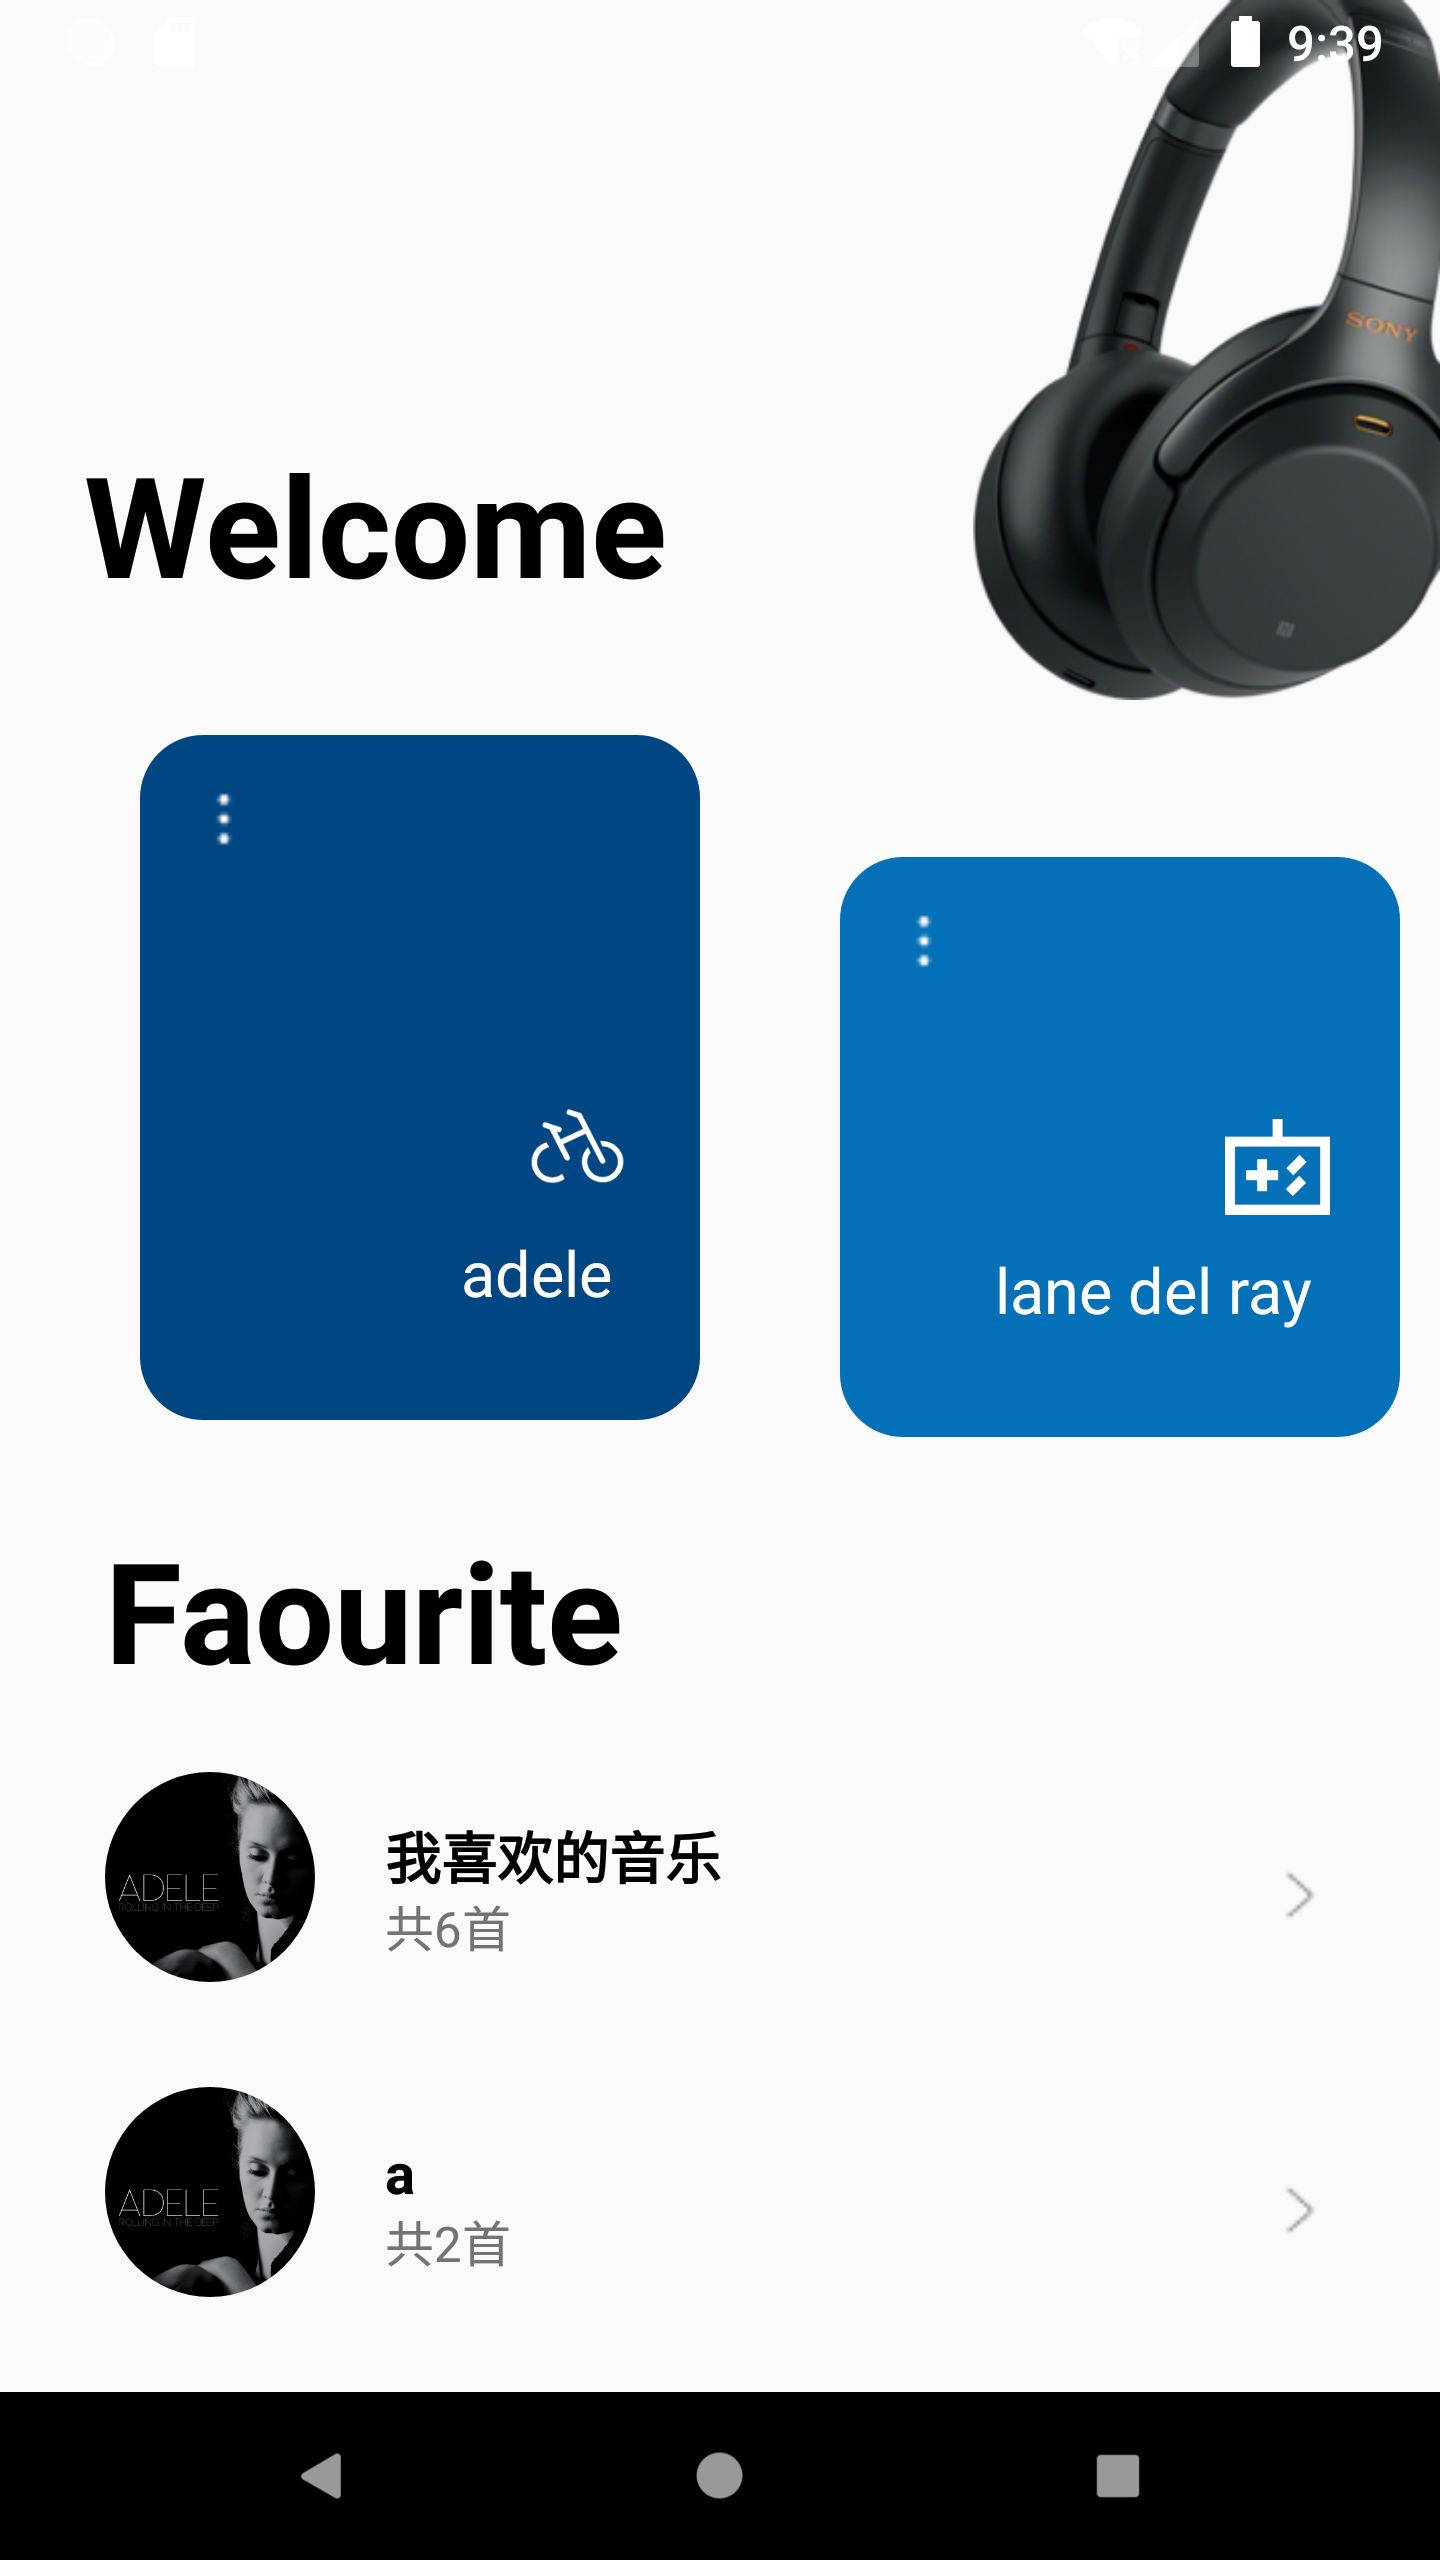 9:39
SONY
Welcome
adele
lane del ray
Faourite
ADELE
ROLLING IN THE DEEP
我喜欢的音乐
共6首
ADELE
ROLLING IN THE DEEP
a
共2首